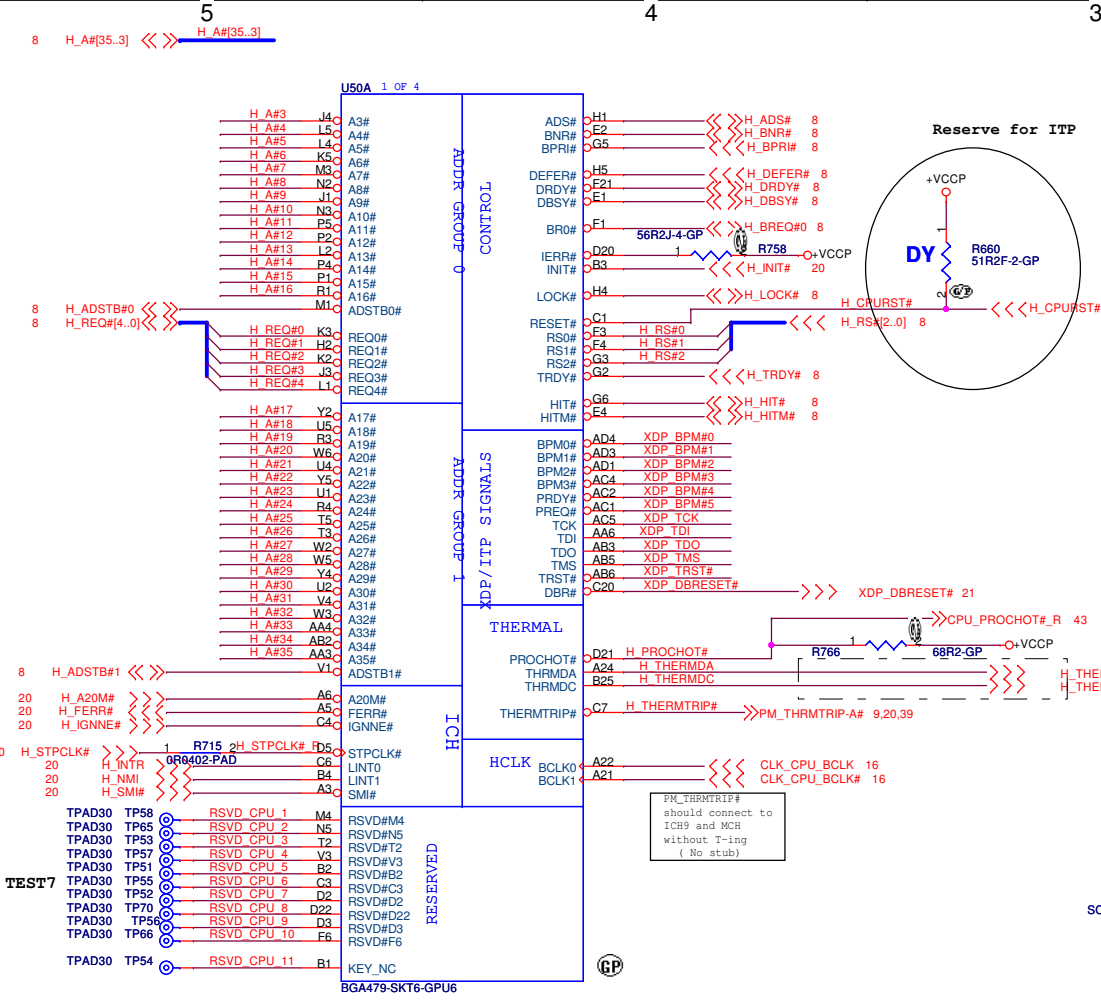 5 4 3
8 H_A#[35..3] H_A#[35..3]
U50A 1 OF 4
Reserve for ITP
H_A#3 J4 A3# ADS# H1 H_ADS# 8
H_A#4 L5 A4# BNR# E2 H_BNR# 8
H_A#5 L4 A5# BPRI# G5 H_BPRI# 8
H_A#6 K5 A6#
H_A#7 M3 A7# DEFER# H5 H_DEFER# 8
H_A#8 N2 A8# DRDY# F21 H_DRDY# 8
H_A#9 J1 A9# DBSY# E1 H_DBSY# 8
H_A#10 N3 A10#
H_A#11 P5 A11# BR0# F1 H_BREQ#0 8
H_A#12 P2 A12#
H_A#13 L2 A13# IERR# D20 56R2J-4-GP 1 R758 +VCCP
H_A#14 P4 A14# INIT# B3 H_INIT# 20
H_A#15 P1 A15#
H_A#16 R1 A16# LOCK# H4 H_LOCK# 8
8 H_ADSTB#0 M1 ADSTB0#
8 H_REQ#[4..0] RESET# C1 H_CPURST# H_CPURST#
+VCCP
1
DY R660
51R2F-2-GP
2
H_REQ#0 K3 REQ0# RS0# F3 H_RS#0 H_RS#[2..0] 8
H_REQ#1 H2 REQ1# RS1# F4 H_RS#1
H_REQ#2 K2 REQ2# RS2# G3 H_RS#2
H_REQ#3 J3 REQ3# TRDY# G2 H_TRDY# 8
H_REQ#4 L1 REQ4#
ADDR GROUP 0
CONTROL
HIT# G6 H_HIT# 8
H_A#17 Y2 A17# HITM# E4 H_HITM# 8
H_A#18 U5 A18#
H_A#19 R3 A19# BPM0# AD4 XDP_BPM#0
H_A#20 W6 A20# BPM1# AD3 XDP_BPM#1
H_A#21 U4 A21# BPM2# AD1 XDP_BPM#2
H_A#22 Y5 A22# BPM3# AC4 XDP_BPM#3
H_A#23 U1 A23# PRDY# AC2 XDP_BPM#4
H_A#24 R4 A24# PREQ# AC1 XDP_BPM#5
H_A#25 T5 A25# TCK AC5 XDP_TCK
H_A#26 T3 A26# TDI AA6 XDP_TDI
H_A#27 W2 A27# TDO AB3 XDP_TDO
H_A#28 W5 A28# TMS AB5 XDP_TMS
H_A#29 Y4 A29# TRST# AB6 XDP_TRST#
H_A#30 U2 A30# DBR# C20 XDP_DBRESET# XDP_DBRESET# 21
H_A#31 V4 A31#
H_A#32 W3 A32#
H_A#33 AA4 A33#
H_A#34 AB2 A34#
H_A#35 AA3 A35#
8 H_ADSTB#1 V1 ADSTB1#
ADDR GROUP 1
XDP/ITP SIGNALS
THERMAL
CPU_PROCHOT#_R 43
R766 1 68R2-GP +VCCP
PROCHOT# D21 H_PROCHOT#
THRMDA A24 H_THERMDA H_THE
THRMDC B25 H_THERMDC H_THE
20 H_A20M# A6 A20M#
20 H_FERR# A5 FERR# THERMTRIP# C7 H_THERMTRIP# PM_THRMTRIP-A# 9,20,39
20 H_IGNNE# C4 IGNNE#
ICH
0 H_STPCLK# 1 R715 2 H_STPCLK#_R D5 STPCLK#
0R0402-PAD
20 H_INTR C6 LINT0 HCLK BCLK0 A22 CLK_CPU_BCLK 16
20 H_NMI B4 LINT1 BCLK1 A21 CLK_CPU_BCLK# 16
20 H_SMI# A3 SMI#
PM_THRMTRIP#
should connect to
ICH9 and MCH
without T-ing
( No stub)
TPAD30 TP58 RSVD_CPU_1 M4 RSVD#M4
TPAD30 TP65 RSVD_CPU_2 N5 RSVD#N5
TPAD30 TP53 RSVD_CPU_3 T2 RSVD#T2
TPAD30 TP57 RSVD_CPU_4 V3 RSVD#V3
TPAD30 TP51 RSVD_CPU_5 B2 RSVD#B2
TEST7 TPAD30 TP55 RSVD_CPU_6 C3 RSVD#C3
TPAD30 TP52 RSVD_CPU_7 D2 RSVD#D2
TPAD30 TP70 RSVD_CPU_8 D22 RSVD#D22
TPAD30 TP56 RSVD_CPU_9 D3 RSVD#D3
TPAD30 TP66 RSVD_CPU_10 F6 RSVD#F6
RESERVED
TPAD30 TP54 RSVD_CPU_11 B1 KEY_NC
GP
BGA479-SKT6-GPU6